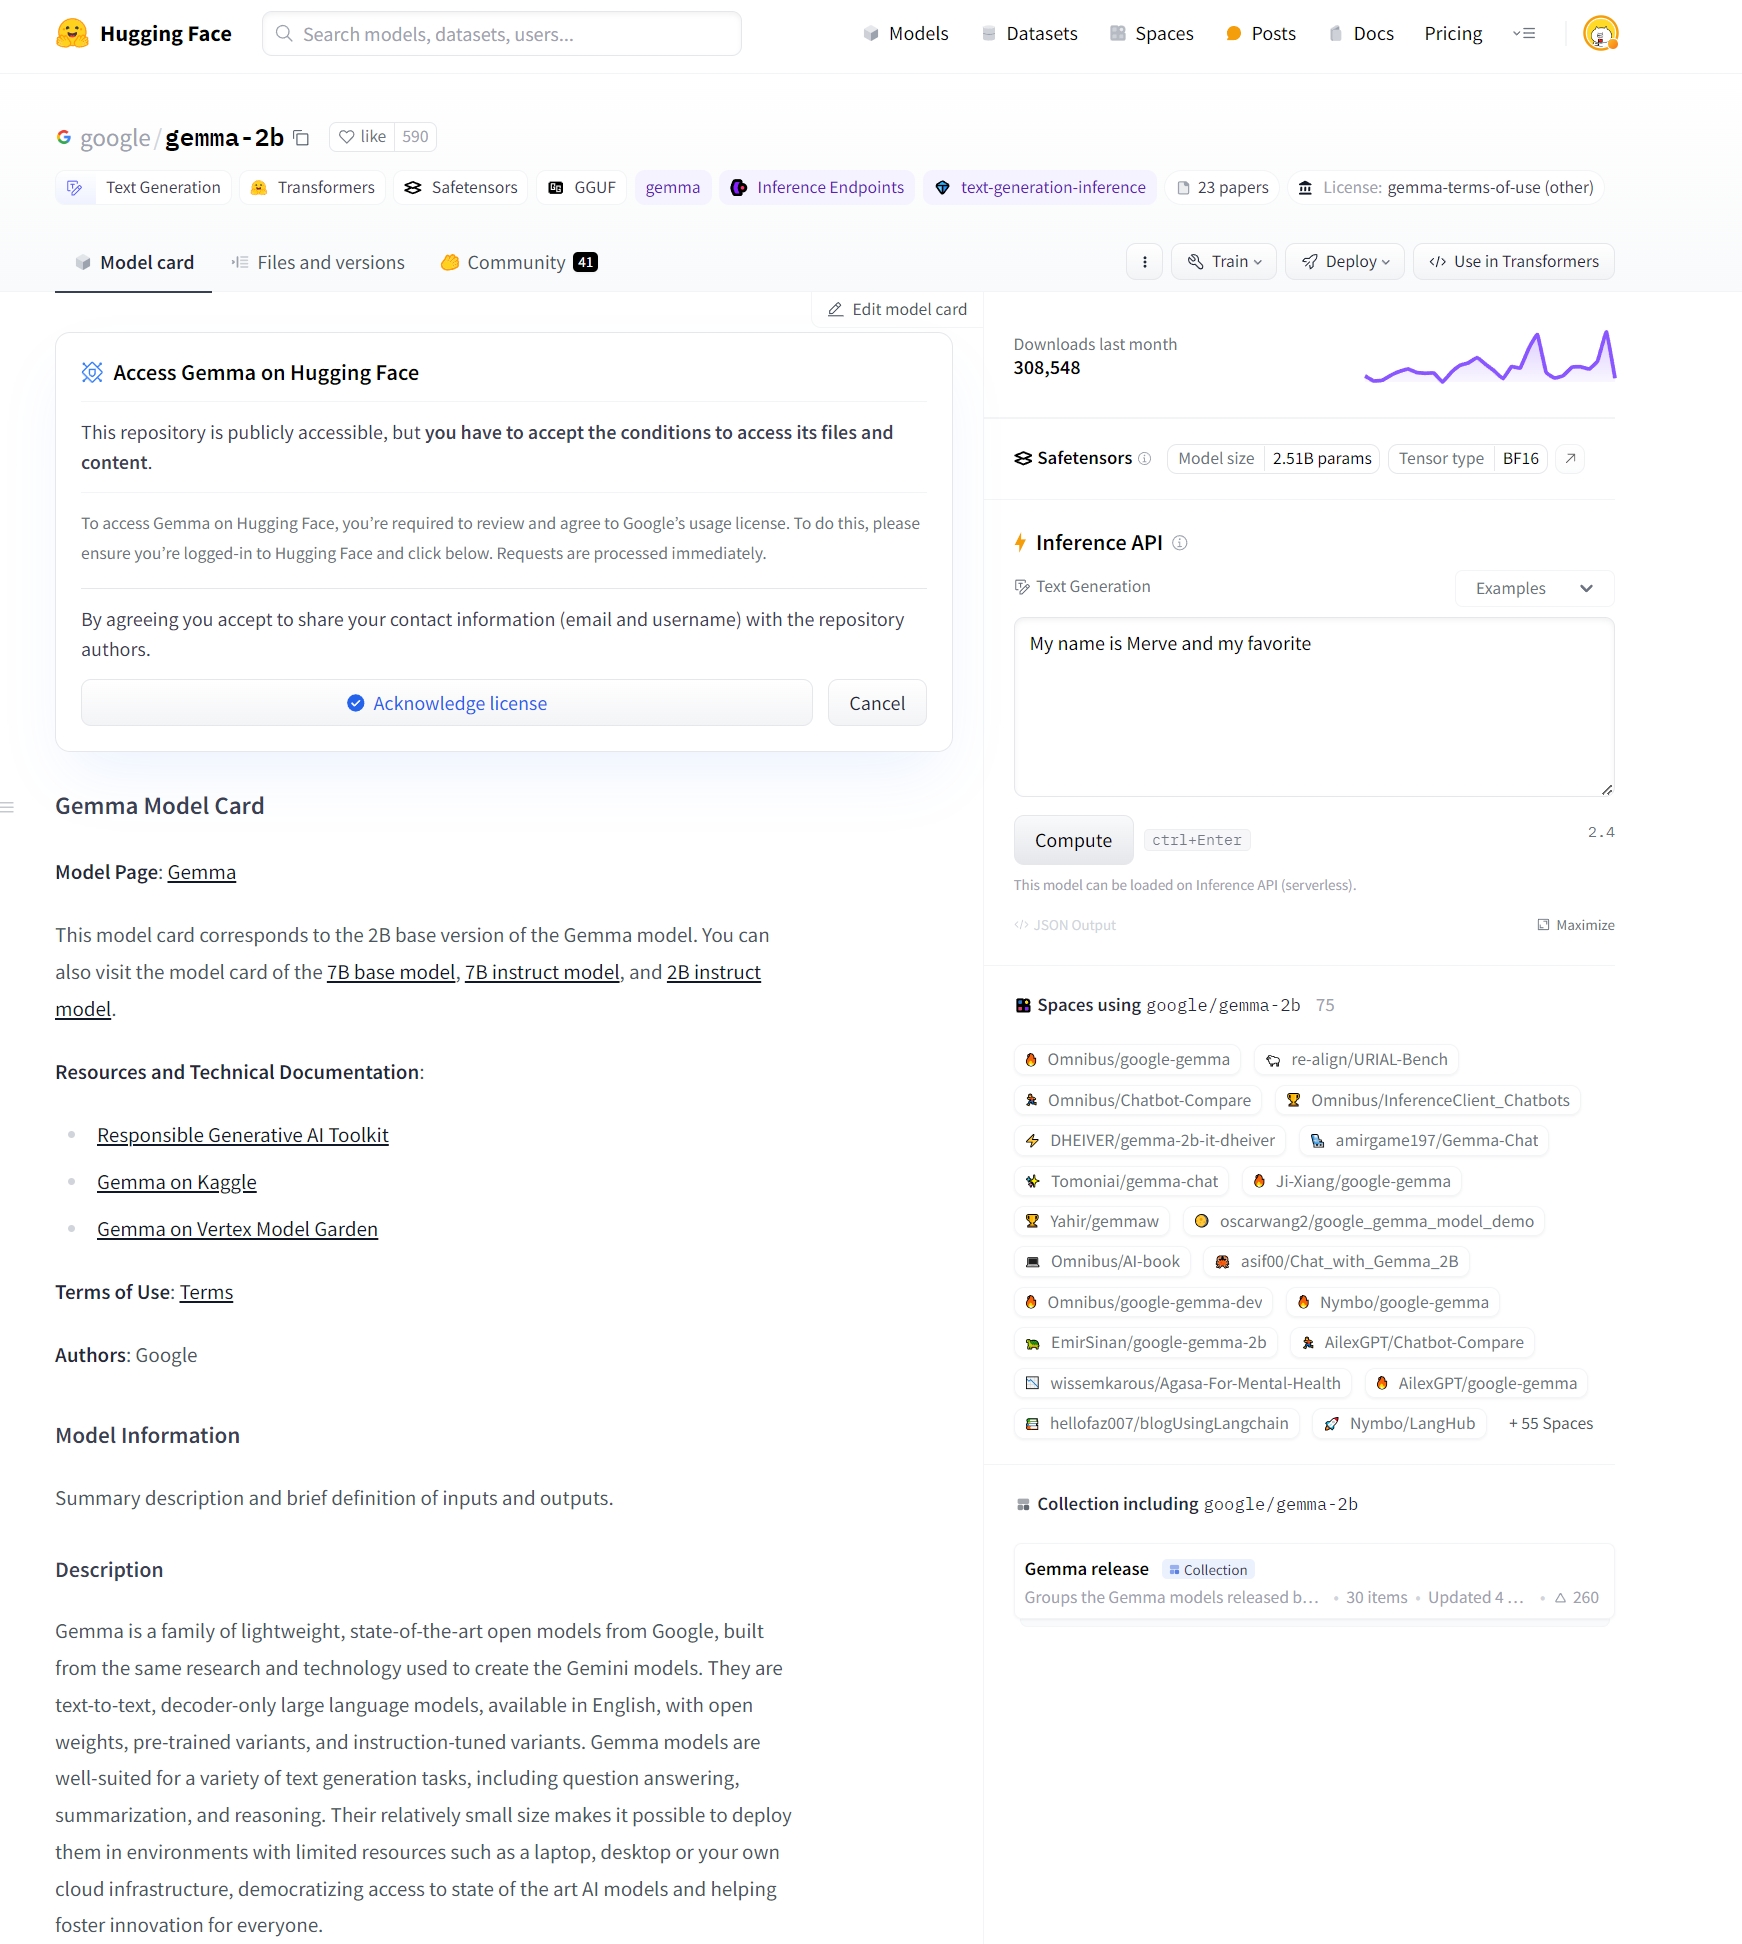 Hugging Face
Search models, datasets, users...
Models
Datasets
Spaces
Posts
Docs
Pricing
google/gemma-2b
like 590
Text Generation
Transformers
Safetensors
GGUF
gemma
Inference Endpoints
text-generation-inference
23 papers
License: gemma-terms-of-use (other)
Model card
Files and versions
Community 41
Train
Deploy
</> Use in Transformers
Edit model card
Access Gemma on Hugging Face
This repository is publicly accessible, but you have to accept the conditions to access its files and
content.
To access Gemma on Hugging Face, you’re required to review and agree to Google’s usage license. To do this, please
ensure you’re logged-in to Hugging Face and click below. Requests are processed immediately.
By agreeing you accept to share your contact information (email and username) with the repository
authors.
Acknowledge license
Cancel
Gemma Model Card
Model Page: Gemma
This model card corresponds to the 2B base version of the Gemma model. You can
also visit the model card of the 7B base model, 7B instruct model, and 2B instruct
model.
Resources and Technical Documentation:
• Responsible Generative AI Toolkit
• Gemma on Kaggle
• Gemma on Vertex Model Garden
Terms of Use: Terms
Authors: Google
Model Information
Summary description and brief definition of inputs and outputs.
Description
Gemma is a family of lightweight, state-of-the-art open models from Google, built
from the same research and technology used to create the Gemini models. They are
text-to-text, decoder-only large language models, available in English, with open
weights, pre-trained variants, and instruction-tuned variants. Gemma models are
well-suited for a variety of text generation tasks, including question answering,
summarization, and reasoning. Their relatively small size makes it possible to deploy
them in environments with limited resources such as a laptop, desktop or your own
cloud infrastructure, democratizing access to state of the art AI models and helping
foster innovation for everyone.
Downloads last month
308,548
Safetensors
Model size 2.51B params
Tensor type BF16
Inference API
Text Generation
Examples
My name is Merve and my favorite
Compute
ctrl+Enter
2.4
This model can be loaded on Inference API (serverless).
</> JSON Output
Maximize
Spaces using google/gemma-2b 75
Omnibus/google-gemma
re-align/URIAL-Bench
Omnibus/Chatbot-Compare
Omnibus/InferenceClient_Chatbots
DHEIVER/gemma-2b-it-dheiver
amirgame197/Gemma-Chat
Tomoniai/gemma-chat
Ji-Xiang/google-gemma
Yahir/gemmaw
oscarwang2/google_gemma_model_demo
Omnibus/AI-book
asif00/Chat_with_Gemma_2B
Omnibus/google-gemma-dev
Nymbo/google-gemma
EmirSinan/google-gemma-2b
AilexGPT/Chatbot-Compare
wissemkarous/Agasa-For-Mental-Health
AilexGPT/google-gemma
hellofaz007/blogUsingLangchain
Nymbo/LangHub
+ 55 Spaces
Collection including google/gemma-2b
Gemma release
Collection
Groups the Gemma models released b... • 30 items • Updated 4 ... • △ 260